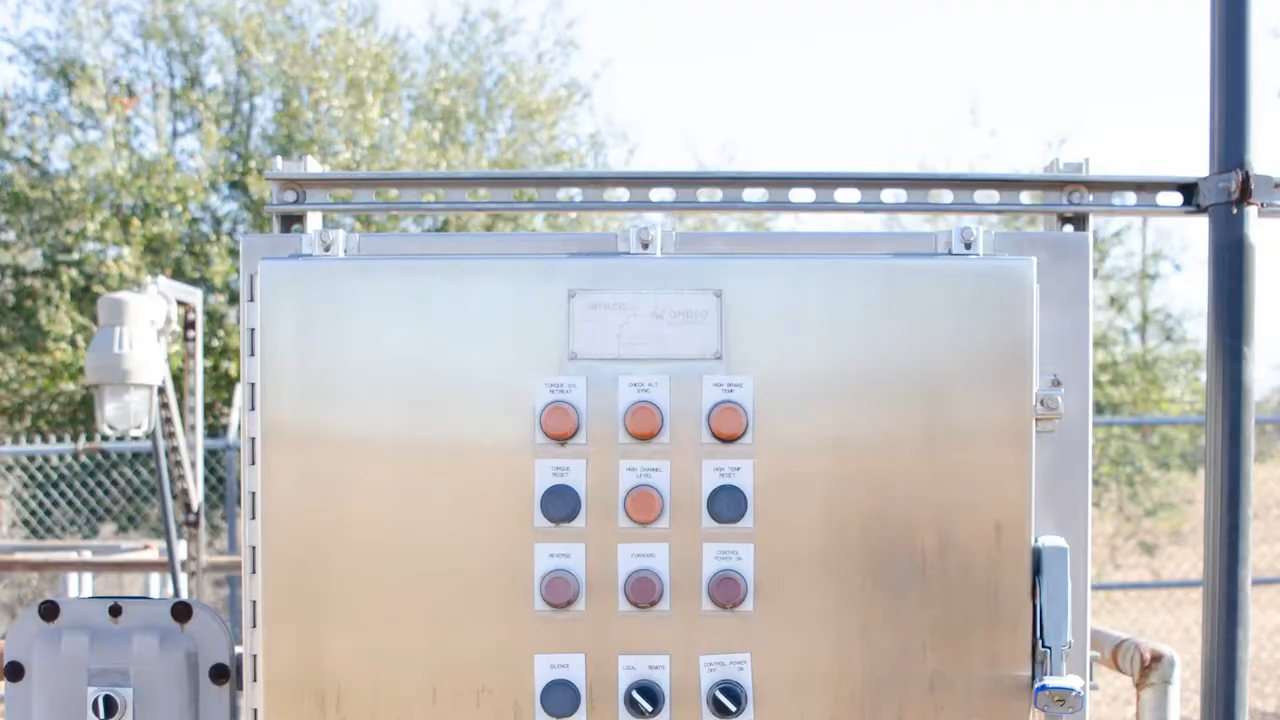 TORQUE O/L
RETREAT
CHECK ALT
SYNC
HIGH BRAKE
TEMP
TORQUE
RESET
HIGH CHANNEL
LEVEL
HIGH TEMP
RESET
REVERSE
FORWARD
CONTROL
POWER ON
SILENCE
LOCAL REMOTE
CONTROL POWER
OFF ON